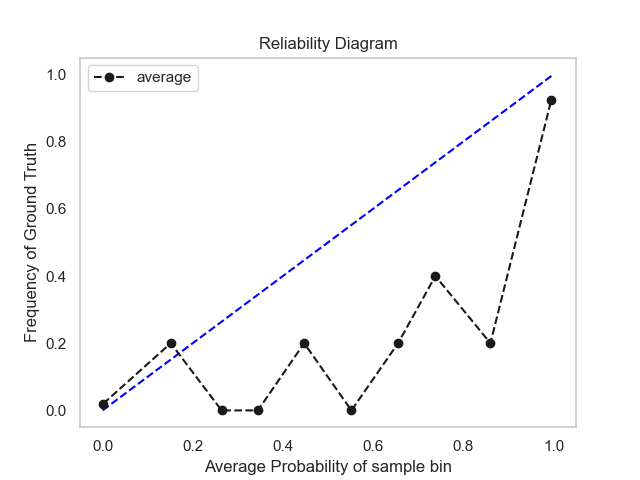 Reliability Diagram
average
Frequency of Ground Truth
1.0
0.8
0.6
0.4
0.2
0.0
0.0 0.2 0.4 0.6 0.8 1.0
Average Probability of sample bin